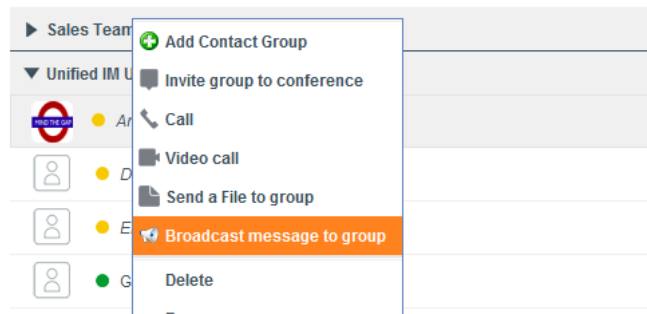 Sales Team
Add Contact Group
Unified IM U
Invite group to conference
MIND THE GAP
Ar
Call
Video call
D
Send a File to group
E
Broadcast message to group
G
Delete